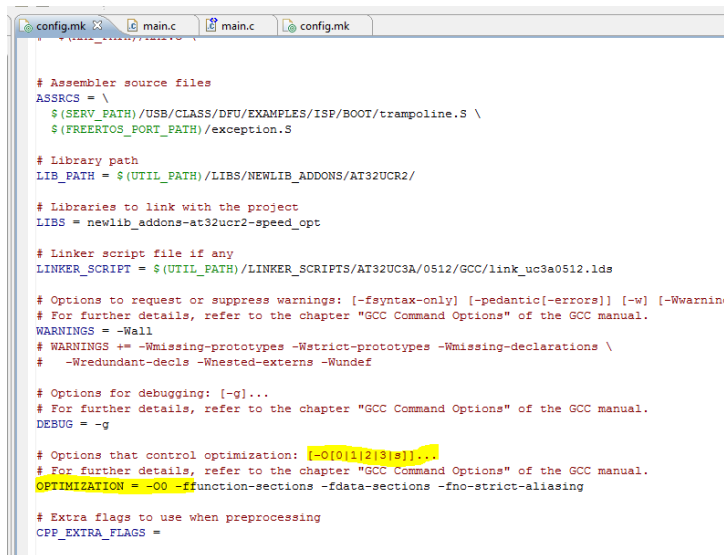 config.mk
main.c
main.c
config.mk
# Assembler source files
ASSRCS = \
$(SERV_PATH)/USB/CLASS/DFU/EXAMPLES/ISP/BOOT/trampoline.S \
$(FREERTOS_PORT_PATH)/exception.S
# Library path
LIB_PATH = $(UTIL_PATH)/LIBS/NEWLIB_ADDONS/AT32UCR2/
# Libraries to link with the project
LIBS = newlib_addons-at32ucr2-speed_opt
# Linker script file if any
LINKER_SCRIPT = $(UTIL_PATH)/LINKER_SCRIPTS/AT32UC3A/0512/GCC/link_uc3a0512.lds
# Options to request or suppress warnings: [-fsyntax-only] [-pedantic[-errors]] [-w] [-Wwarnin
# For further details, refer to the chapter "GCC Command Options" of the GCC manual.
WARNINGS = -Wall
# WARNINGS += -Wmissing-prototypes -Wstrict-prototypes -Wmissing-declarations \
# -Wredundant-decls -Wnested-externs -Wundef
# Options for debugging: [-g]...
# For further details, refer to the chapter "GCC Command Options" of the GCC manual.
DEBUG = -g
# Options that control optimization: [-O[0|1|2|3|s]]...
# For further details, refer to the chapter "GCC Command Options" of the GCC manual.
OPTIMIZATION = -O0 -ffunction-sections -fdata-sections -fno-strict-aliasing
# Extra flags to use when preprocessing
CPP_EXTRA_FLAGS =